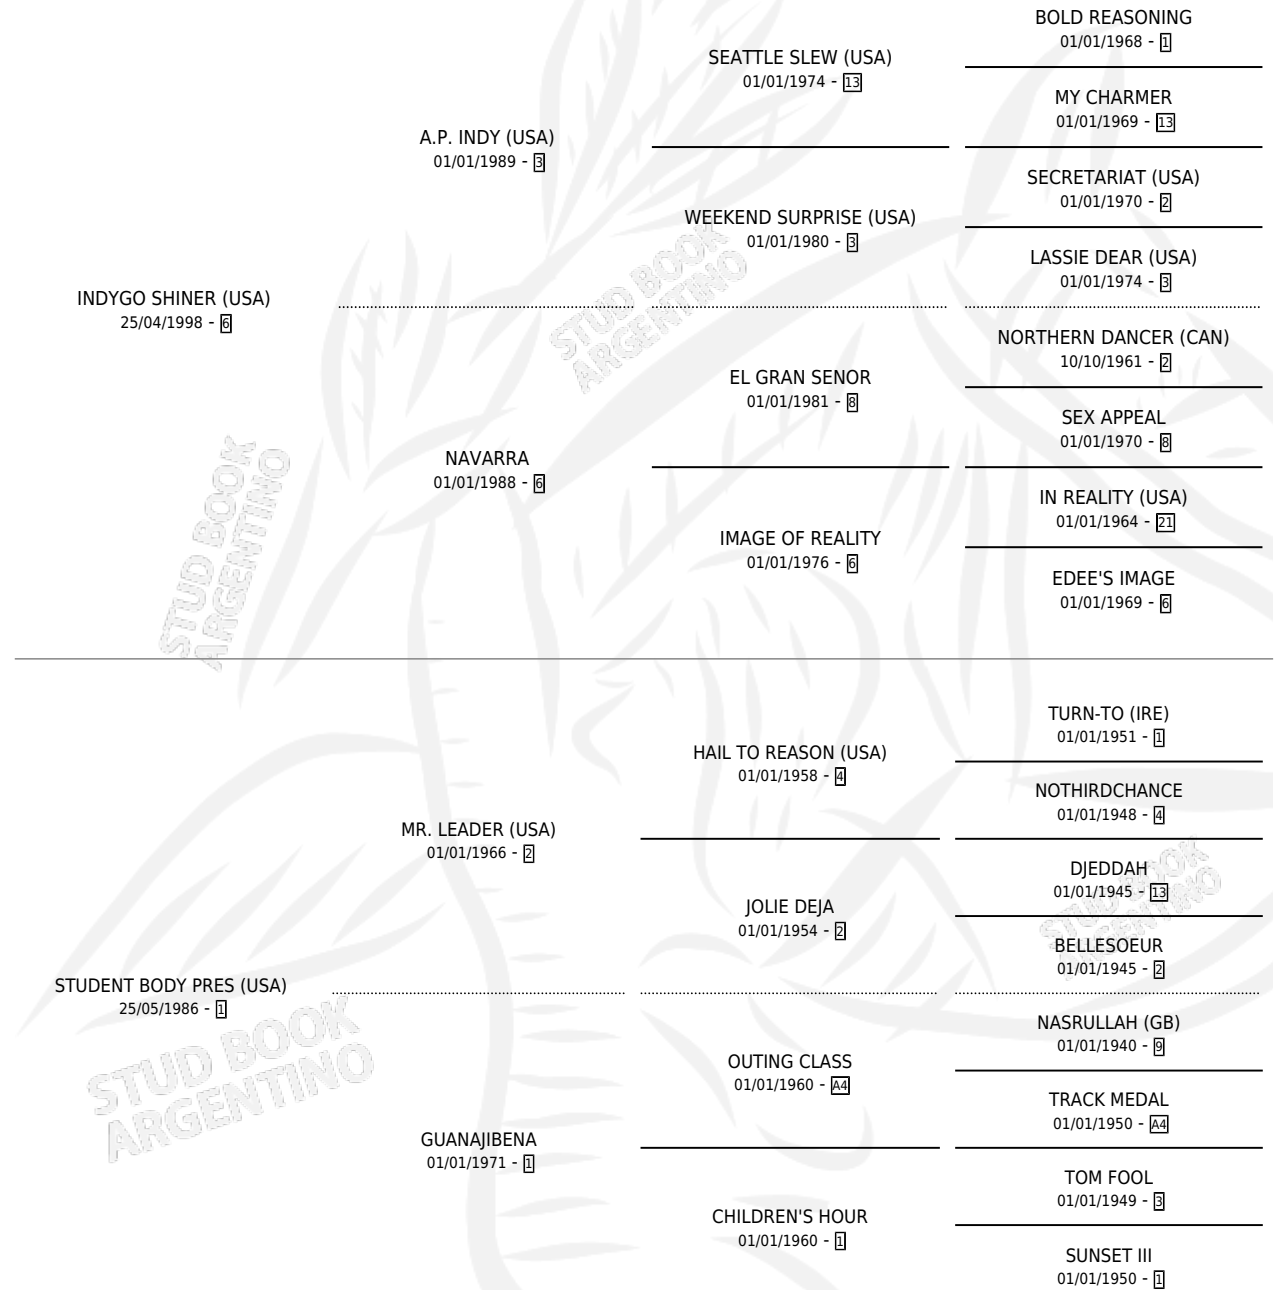 BOLD REASONING
01/01/1968 - 1
SEATTLE SLEW (USA)
01/01/1974 - 13
MY CHARMER
01/01/1969 - 13
A.P. INDY (USA)
01/01/1989 - 3
SECRETARIAT (USA)
01/01/1970 - 2
WEEKEND SURPRISE (USA)
01/01/1980 - 3
LASSIE DEAR (USA)
01/01/1974 - 3
INDYGO SHINER (USA)
25/04/1998 - 6
NORTHERN DANCER (CAN)
10/10/1961 - 2
EL GRAN SENOR
01/01/1981 - 8
SEX APPEAL
01/01/1970 - 8
NAVARRA
01/01/1988 - 6
IN REALITY (USA)
01/01/1964 - 21
IMAGE OF REALITY
01/01/1976 - 6
EDEE'S IMAGE
01/01/1969 - 6
TURN-TO (IRE)
01/01/1951 - 1
HAIL TO REASON (USA)
01/01/1958 - 4
NOTHIRDCHANCE
01/01/1948 - 4
MR. LEADER (USA)
01/01/1966 - 2
DJEDDAH
01/01/1945 - 13
JOLIE DEJA
01/01/1954 - 2
BELLESOEUR
01/01/1945 - 2
STUDENT BODY PRES (USA)
25/05/1986 - 1
NASRULLAH (GB)
01/01/1940 - 9
OUTING CLASS
01/01/1960 - A4
TRACK MEDAL
01/01/1950 - A4
GUANAJIBENA
01/01/1971 - 1
TOM FOOL
01/01/1949 - 3
CHILDREN'S HOUR
01/01/1960 - 1
SUNSET III
01/01/1950 - 1
STUD BOOK
ARGENTINO
STUD BOOK
ARGENTINO
STUD BOOK
ARGENTINO
STUD BOOK
ARGENTINO